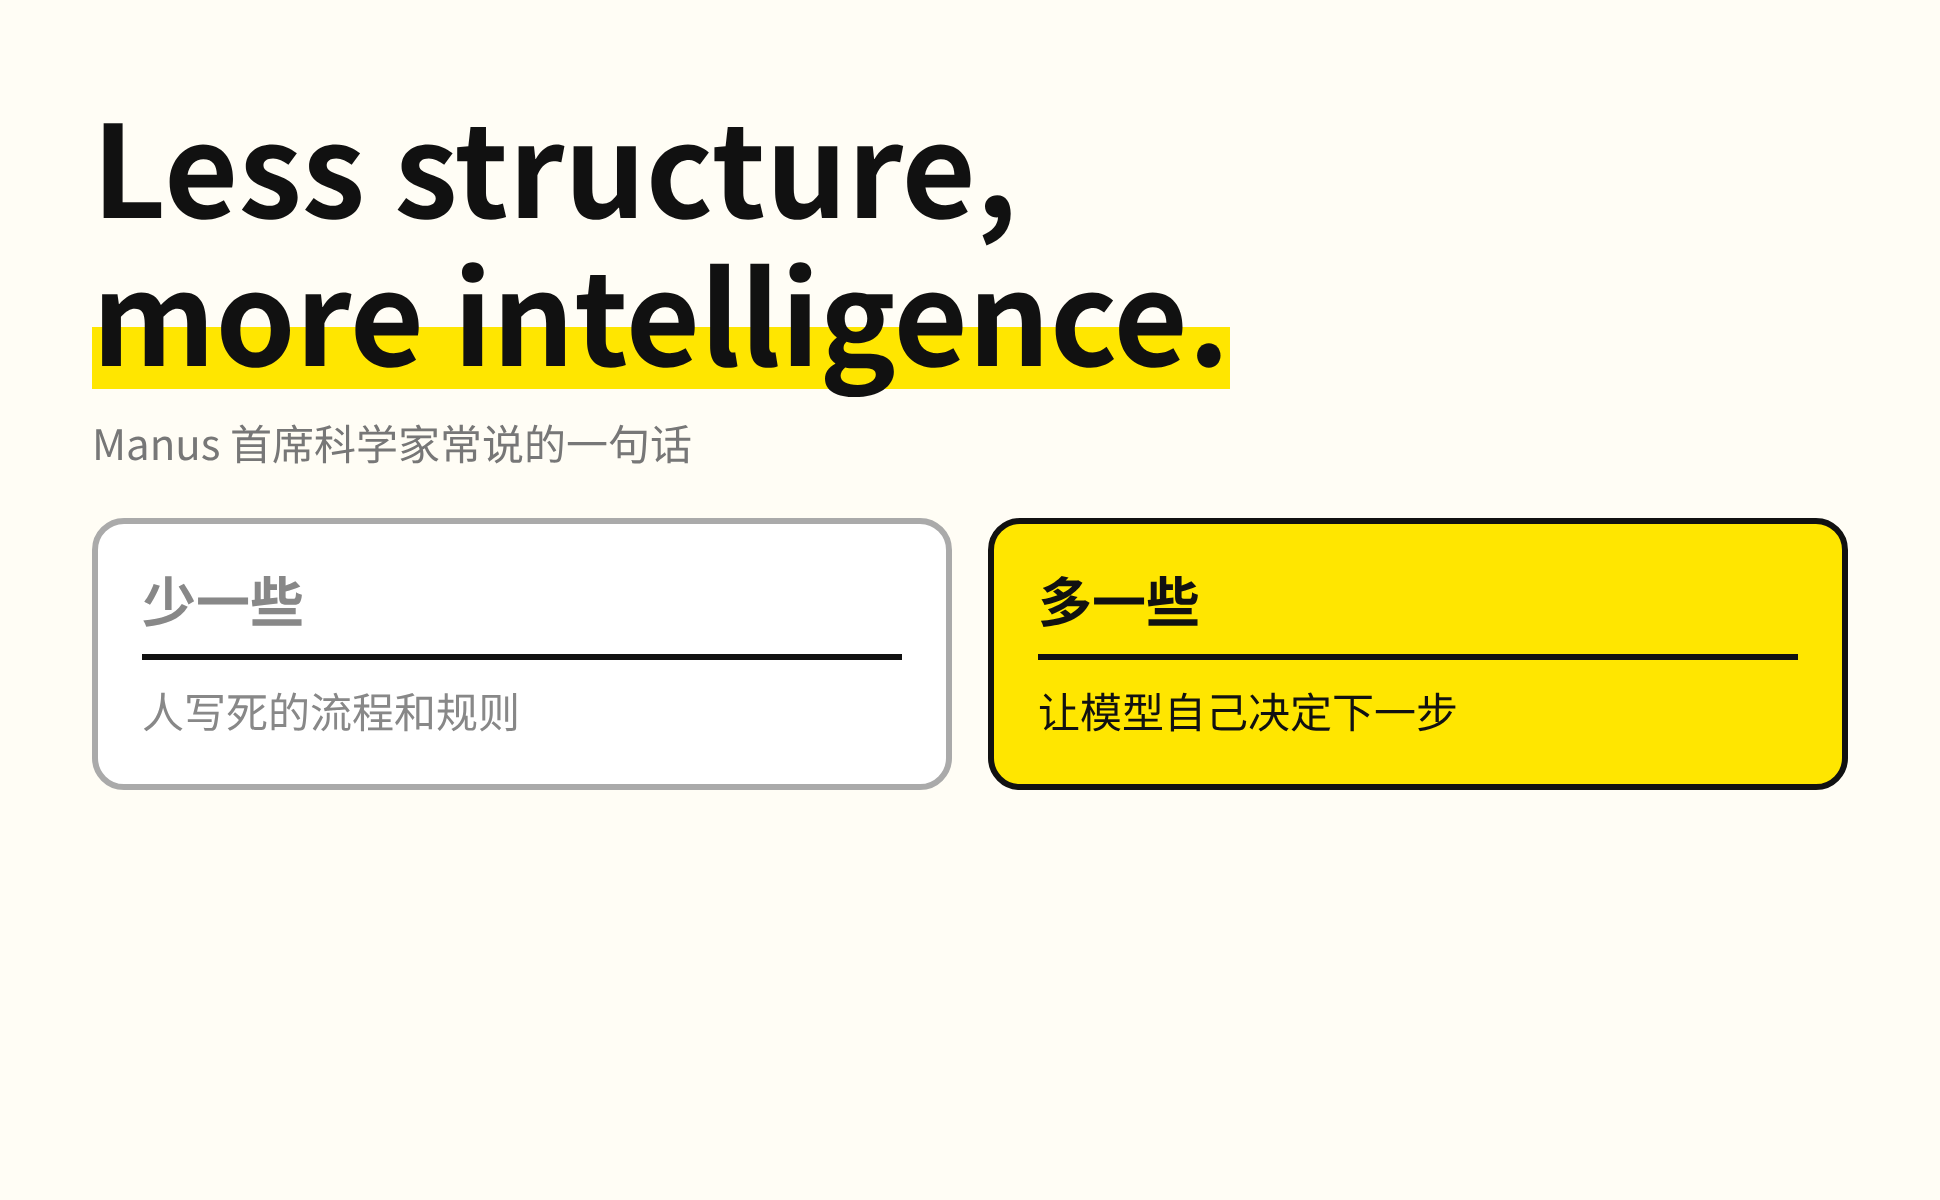 Less structure,
more intelligence.
Manus 首席科学家常说的一句话
少一些
人写死的流程和规则
多一些
让模型自己决定下一步